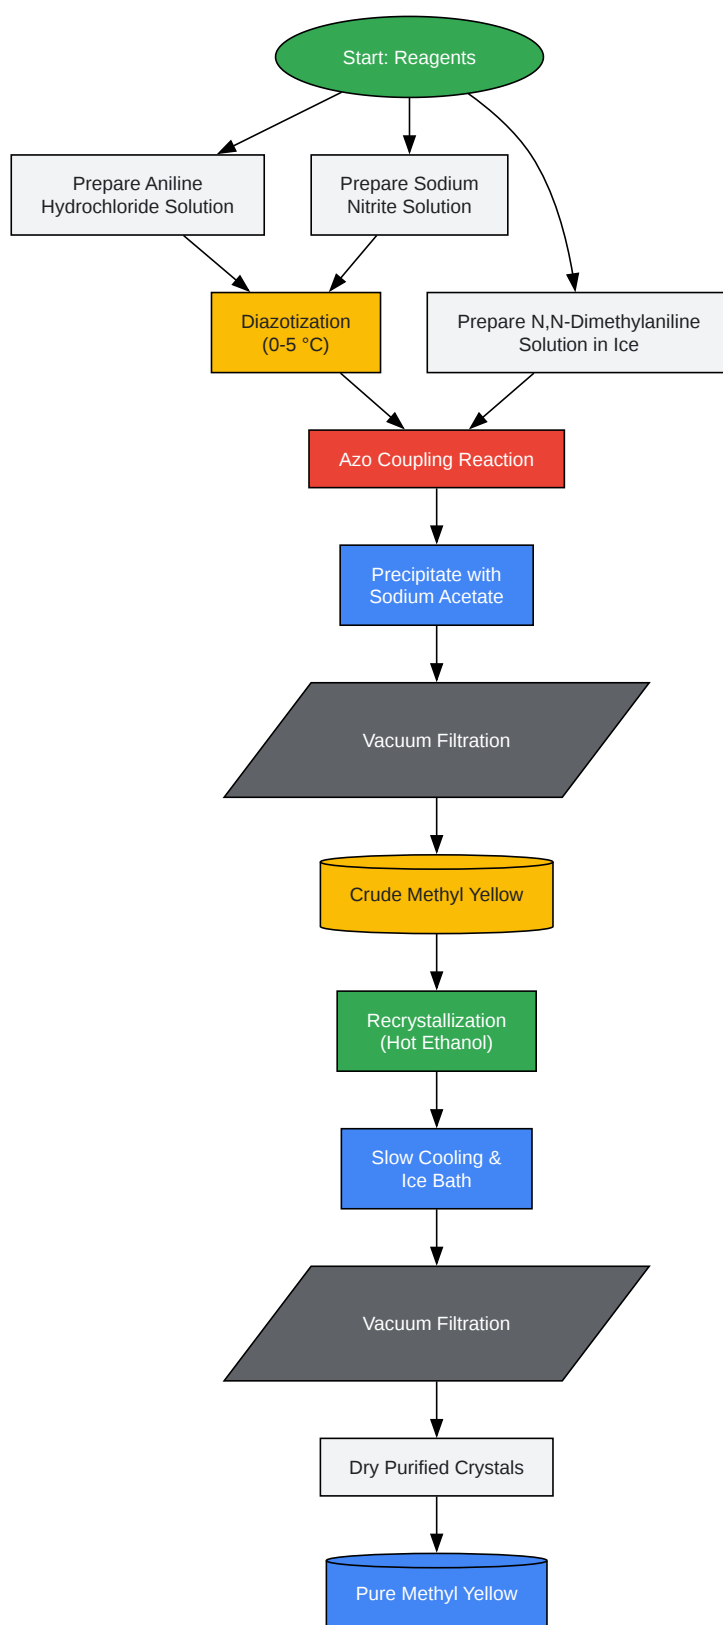 Start: Reagents
Prepare Aniline
Hydrochloride Solution
Prepare Sodium
Nitrite Solution
Diazotization
(0-5 °C)
Prepare N,N-Dimethylaniline
Solution in Ice
Azo Coupling Reaction
Precipitate with
Sodium Acetate
Vacuum Filtration
Crude Methyl Yellow
Recrystallization
(Hot Ethanol)
Slow Cooling &
Ice Bath
Vacuum Filtration
Dry Purified Crystals
Pure Methyl Yellow